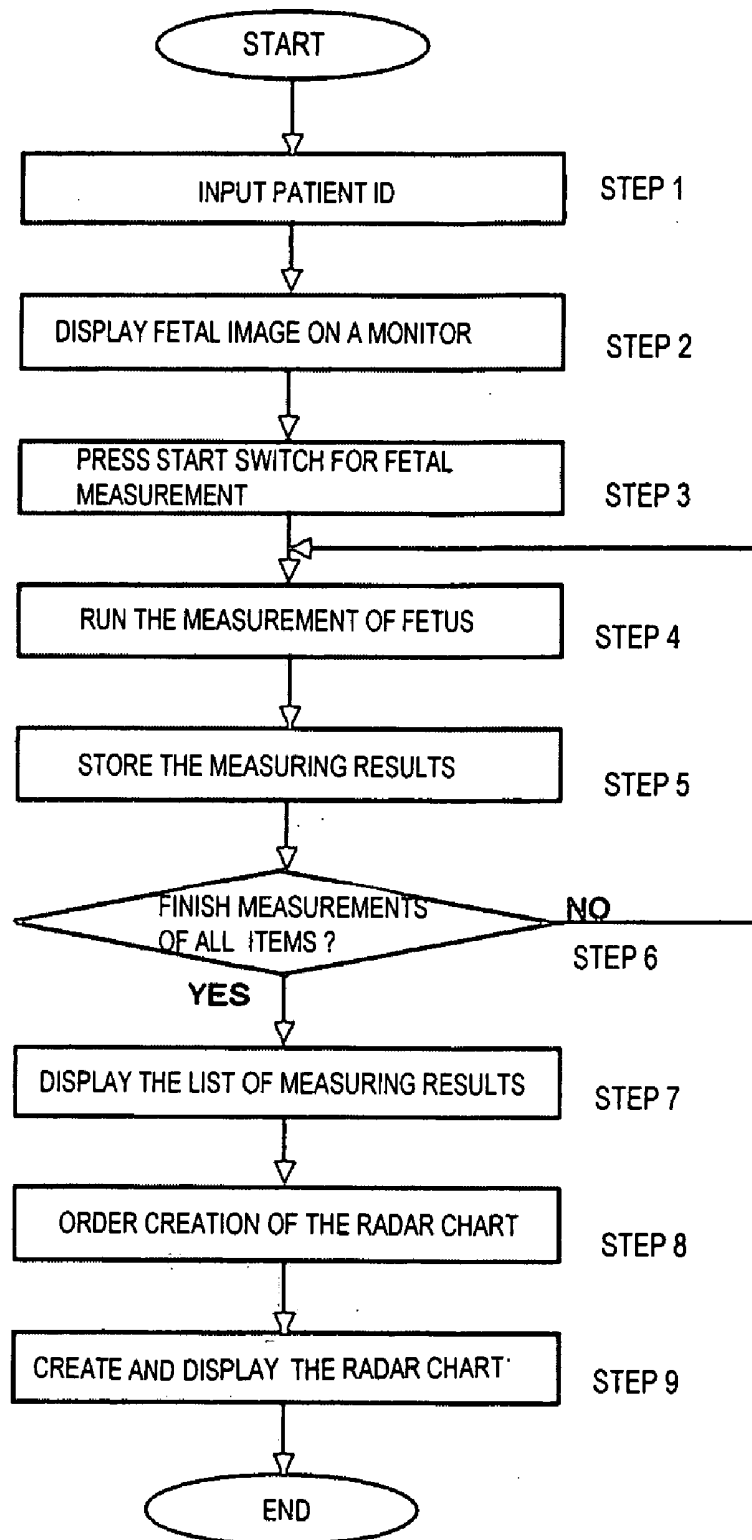 START
INPUT PATIENT ID
STEP 1
DISPLAY FETAL IMAGE ON A MONITOR
STEP 2
PRESS START SWITCH FOR FETAL
MEASUREMENT
STEP 3
RUN THE MEASUREMENT OF FETUS
STEP 4
STORE THE MEASURING RESULTS
STEP 5
FINISH MEASUREMENTS
OF ALL ITEMS ?
NO
STEP 6
YES
DISPLAY THE LIST OF MEASURING RESULTS
STEP 7
ORDER CREATION OF THE RADAR CHART
STEP 8
CREATE AND DISPLAY THE RADAR CHART
STEP 9
END